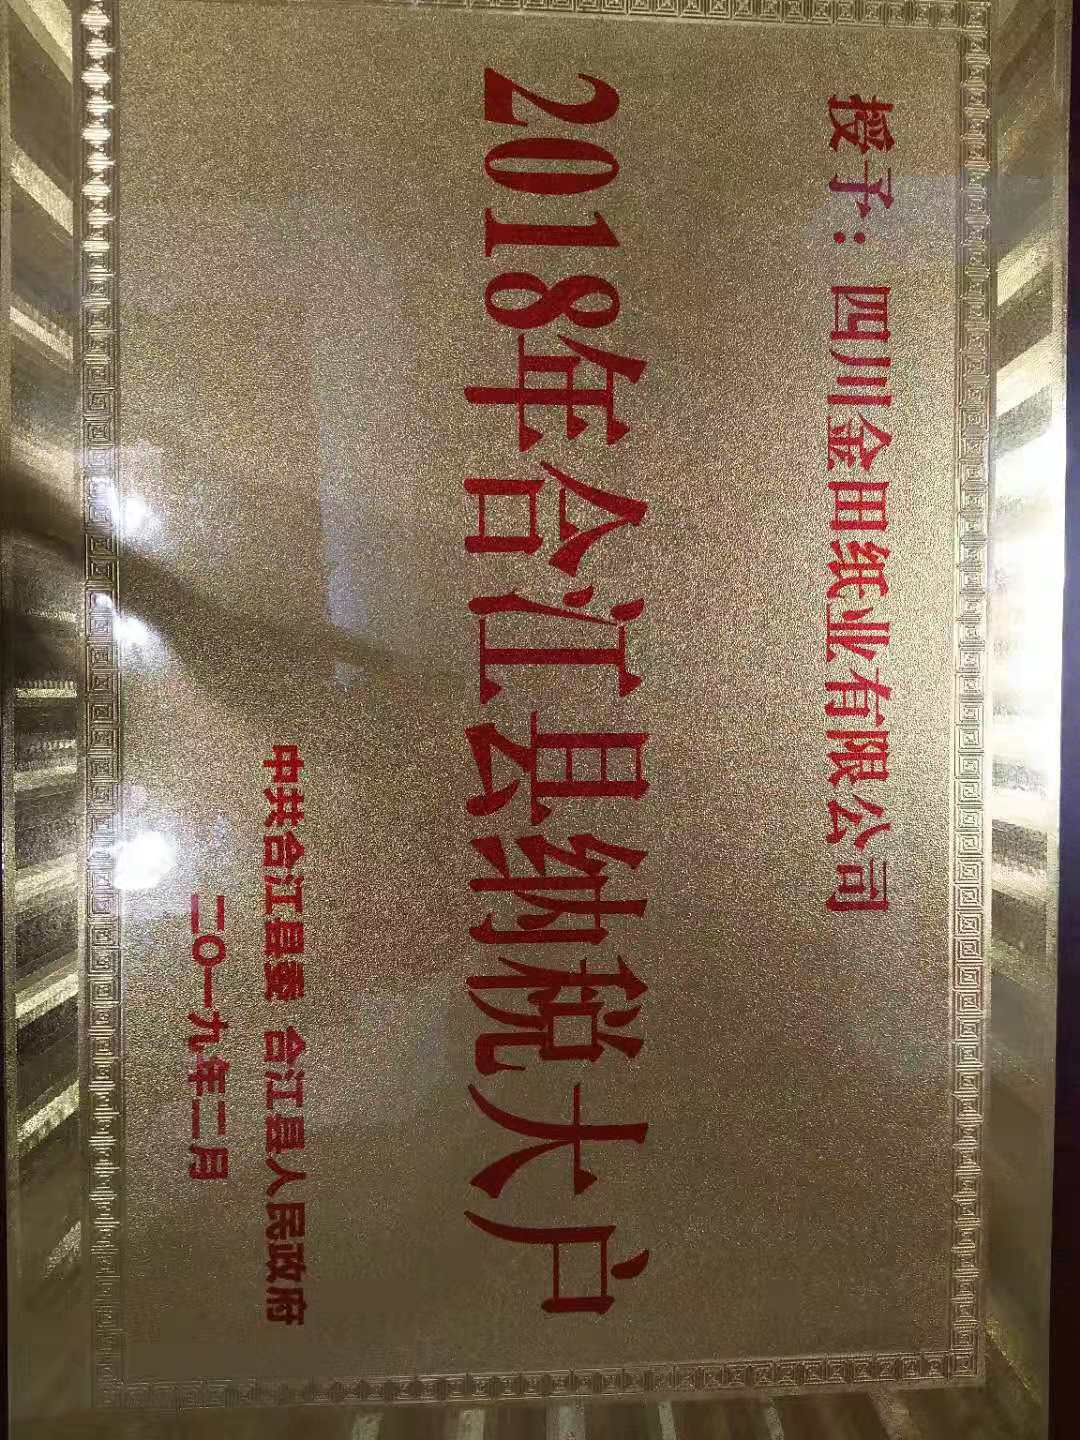 授予：四川金田纸业有限公司
2018年合江县纳税大户
中共合江县委 合江县人民政府
二〇一九年二月